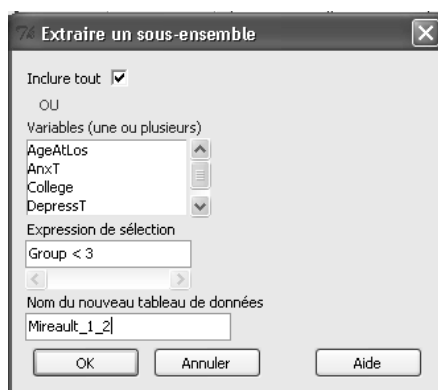 Extraire un sous-ensemble
Inclure tout
OU
Variables (une ou plusieurs)
AgeAtLos
AnxT
College
DepressT
Expression de sélection
Group < 3
Nom du nouveau tableau de données
Mireault_1_2
OK Annuler Aide